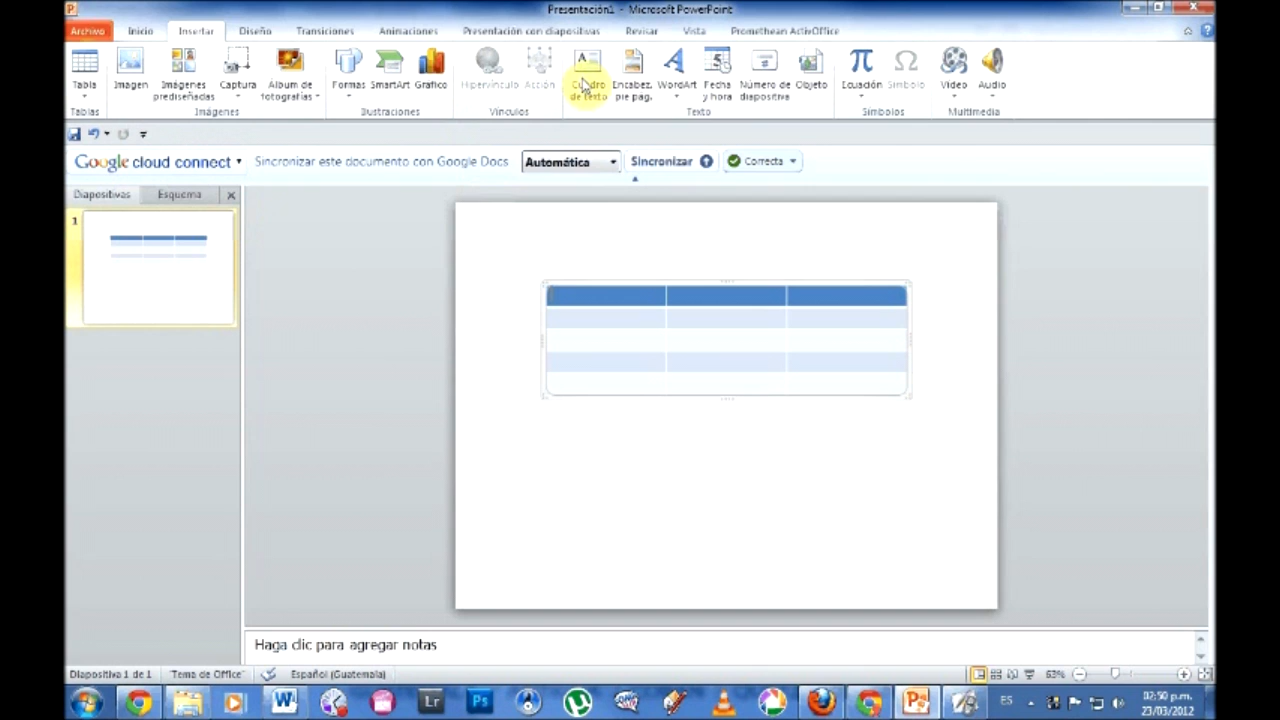 Presentación1 - Microsoft PowerPoint
Archivo Inicio Insertar Diseño Transiciones Animaciones Presentación con diapositivas Revisar Vista Promethean ActivOffice
Tabla Imagen Imágenes prediseñadas Captura Álbum de fotografías Formas SmartArt Gráfico Hipervínculo Acción Cuadro de texto Encabez. pie pág. WordArt Fecha y hora Número de diapositiva Objeto Ecuación Símbolo Video Audio
Tablas Imágenes Ilustraciones Vínculos Texto Símbolos Multimedia
Google cloud connect Sincronizar este documento con Google Docs Automática Sincronizar Correcta
Diapositivas Esquema
1
Haga clic para agregar notas
Diapositiva 1 de 1 "Tema de Office" Español (Guatemala) 63%
W Lr Ps ES 02:50 p.m.
23/03/2012